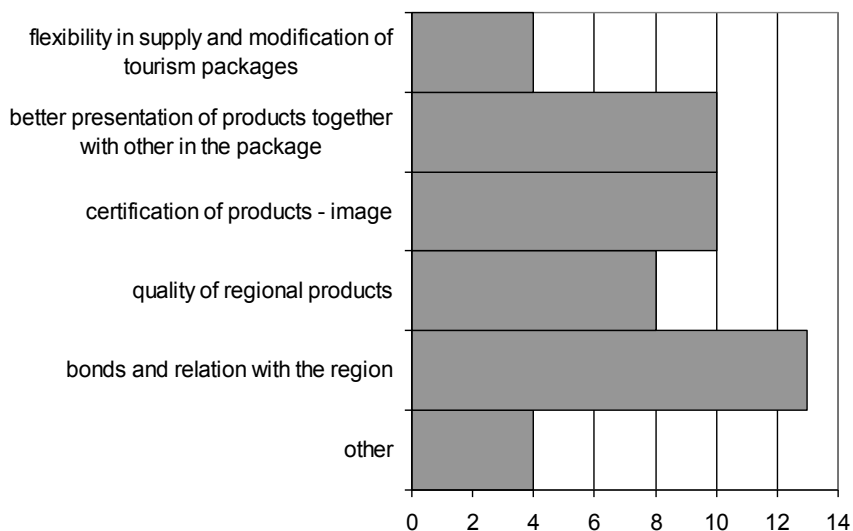 flexibility in supply and modification of
tourism packages
better presentation of products together
with other in the package
certification of products - image
quality of regional products
bonds and relation with the region
other
0 2 4 6 8 10 12 14